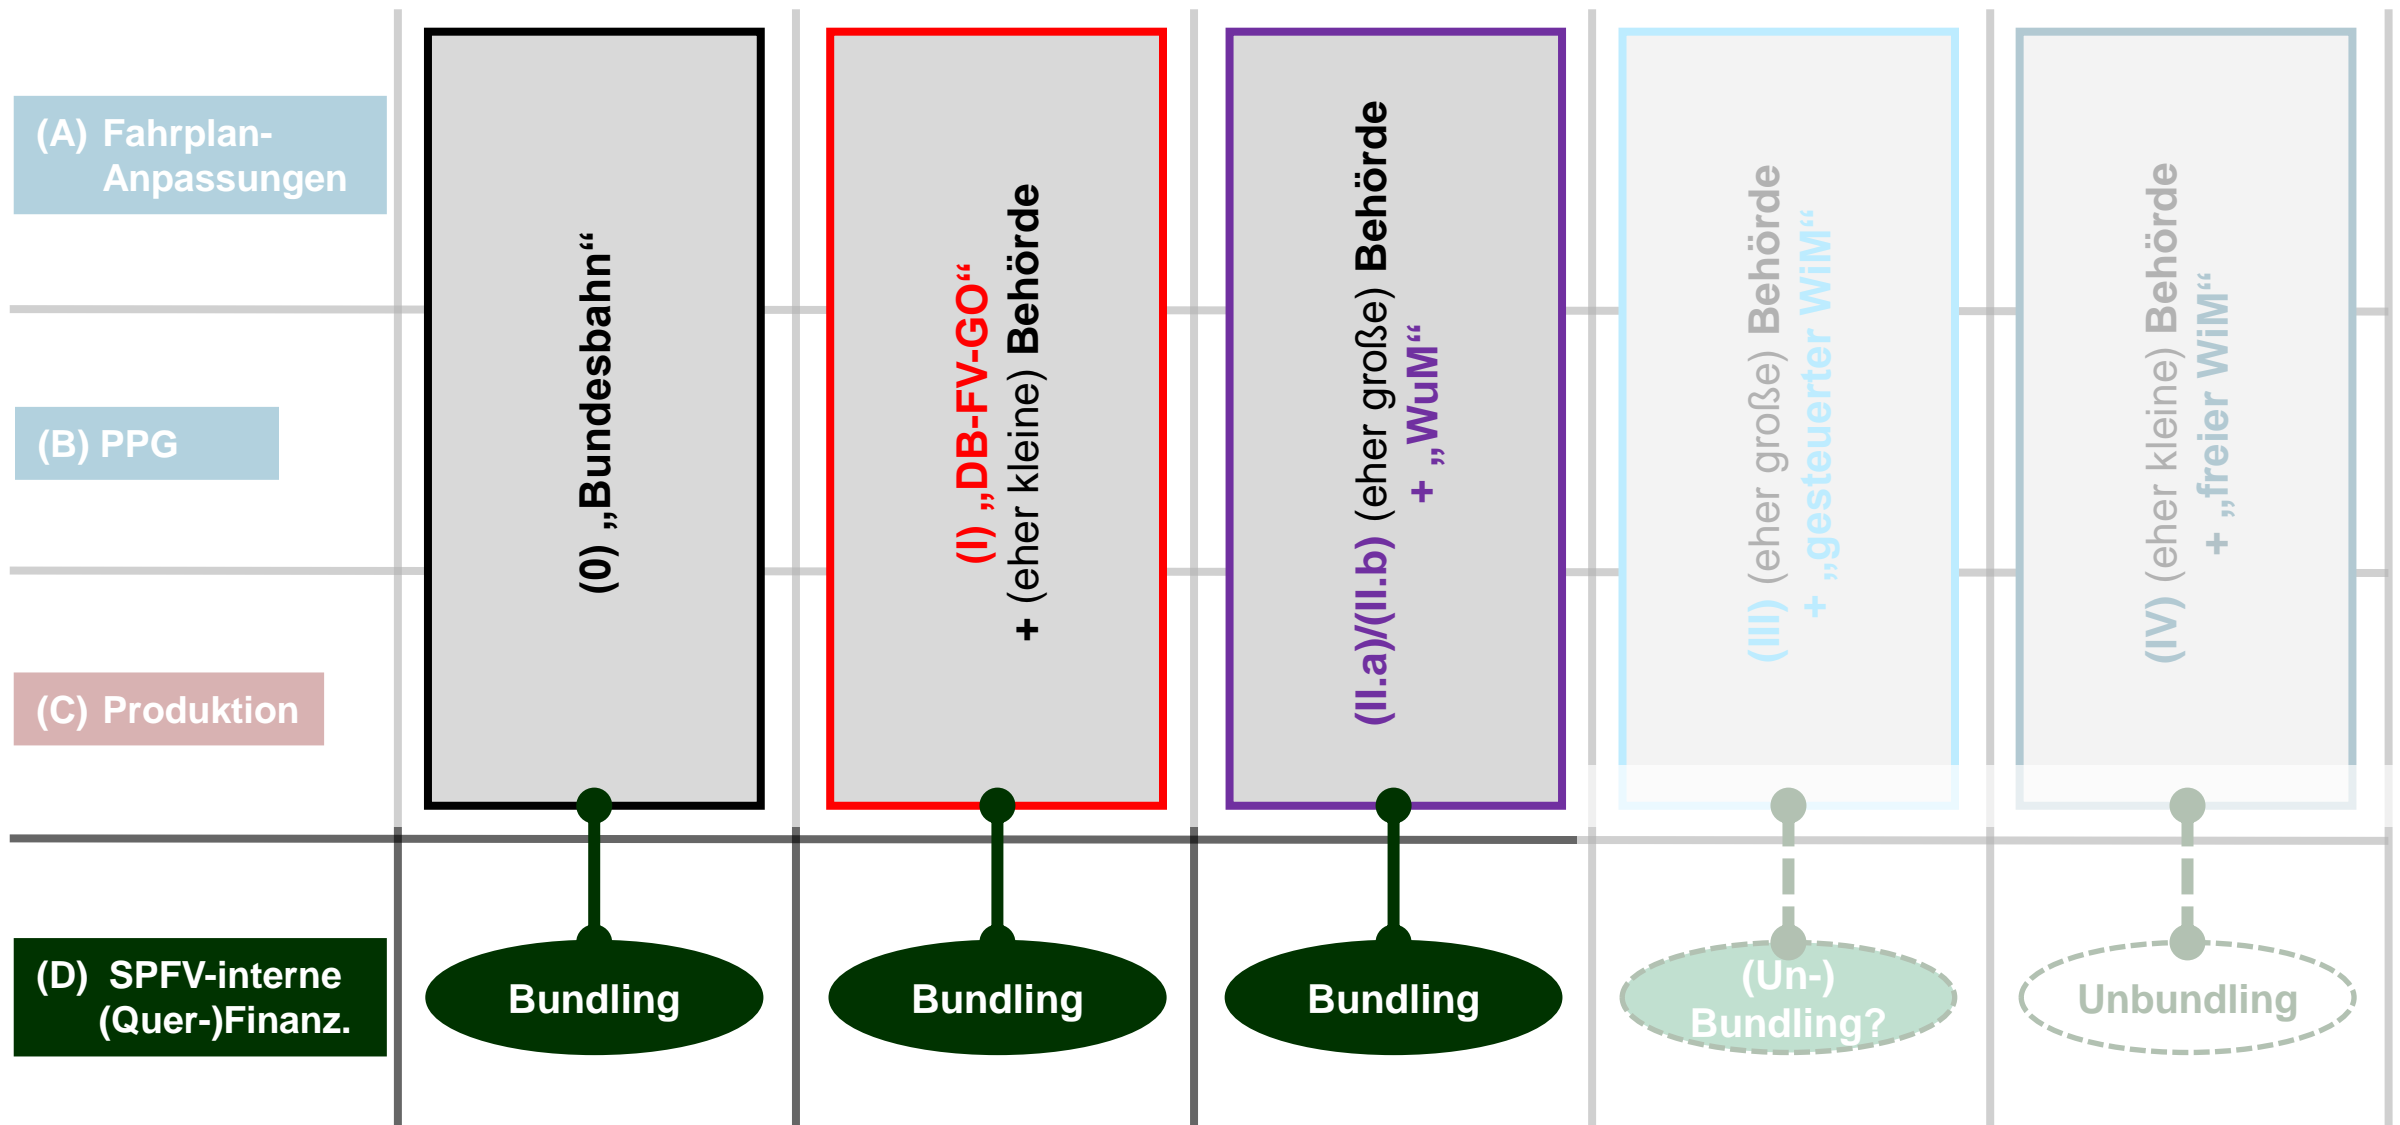 (A) Fahrplan-
Anpassungen
(B) PPG
(C) Produktion
(D) SPFV-interne
(Quer-)Finanz.
(0) „Bundesbahn“
(I) „DB-FV-GO“
+ (eher kleine) Behörde
(II.a)/(II.b) (eher große) Behörde
+ „WuM“
(III) (eher große) Behörde
+ „gesteuerter WiM“
(IV) (eher kleine) Behörde
+ „freier WiM“
Bundling
Bundling
Bundling
(Un-)
Bundling?
Unbundling